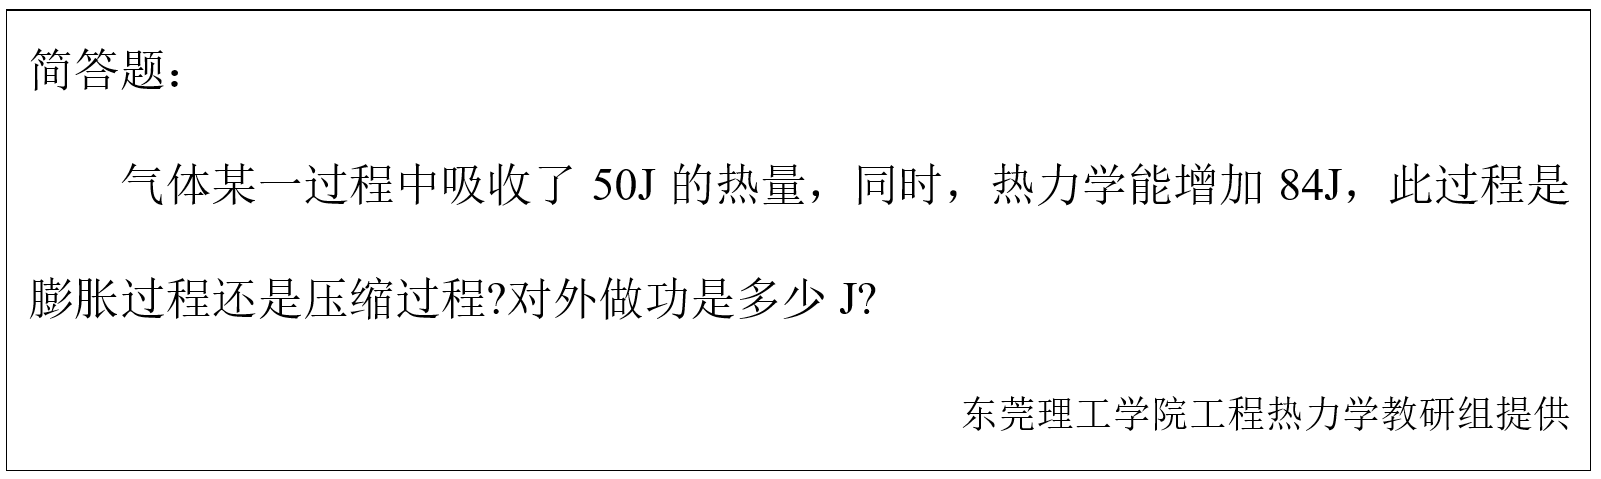 简答题：
气体某一过程中吸收了 50J 的热量，同时，热力学能增加 84J，此过程是
膨胀过程还是压缩过程?对外做功是多少 J?
东莞理工学院工程热力学教研组提供